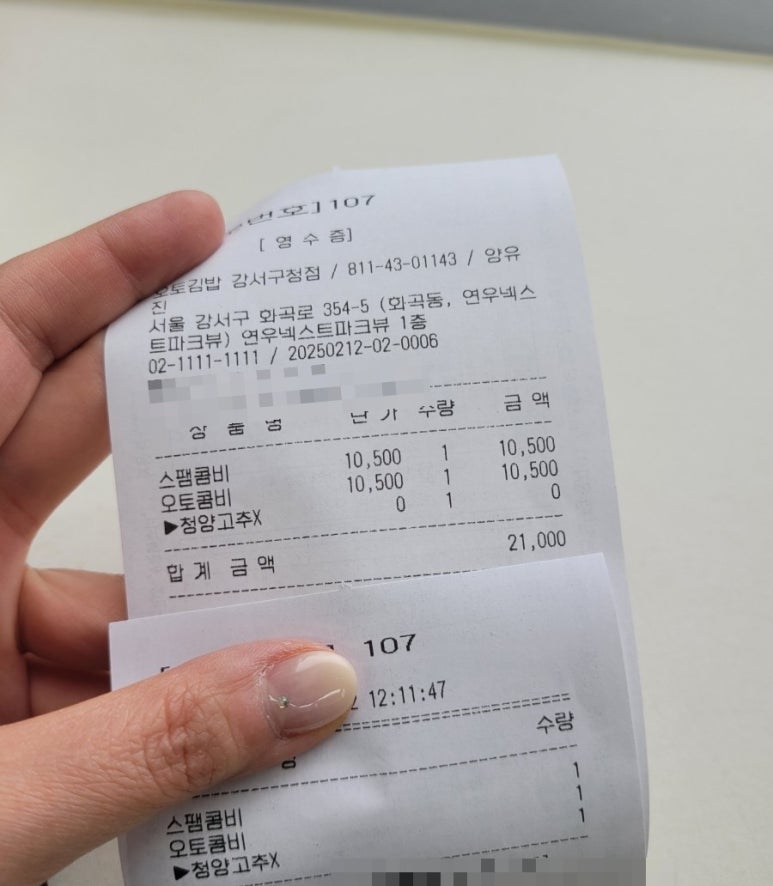 번호] 107
[ 영 수 증]
오토김밥 강서구청점 / 811-43-01143 / 양유
진
서울 강서구 화곡로 354-5 (화곡동, 연우넥스
트파크뷰) 연우넥스트파크뷰 1층
02-1111-1111 / 20250212-02-0006
상 품 명 단 가 수량 금 액
스팸콤비 10,500 1 10,500
오토콤비 10,500 1 10,500
▶청양고추X 0 1 0
합 계 금 액 21,000
107
12:11:47
수량
스팸콤비 1
오토콤비 1
▶청양고추X 1